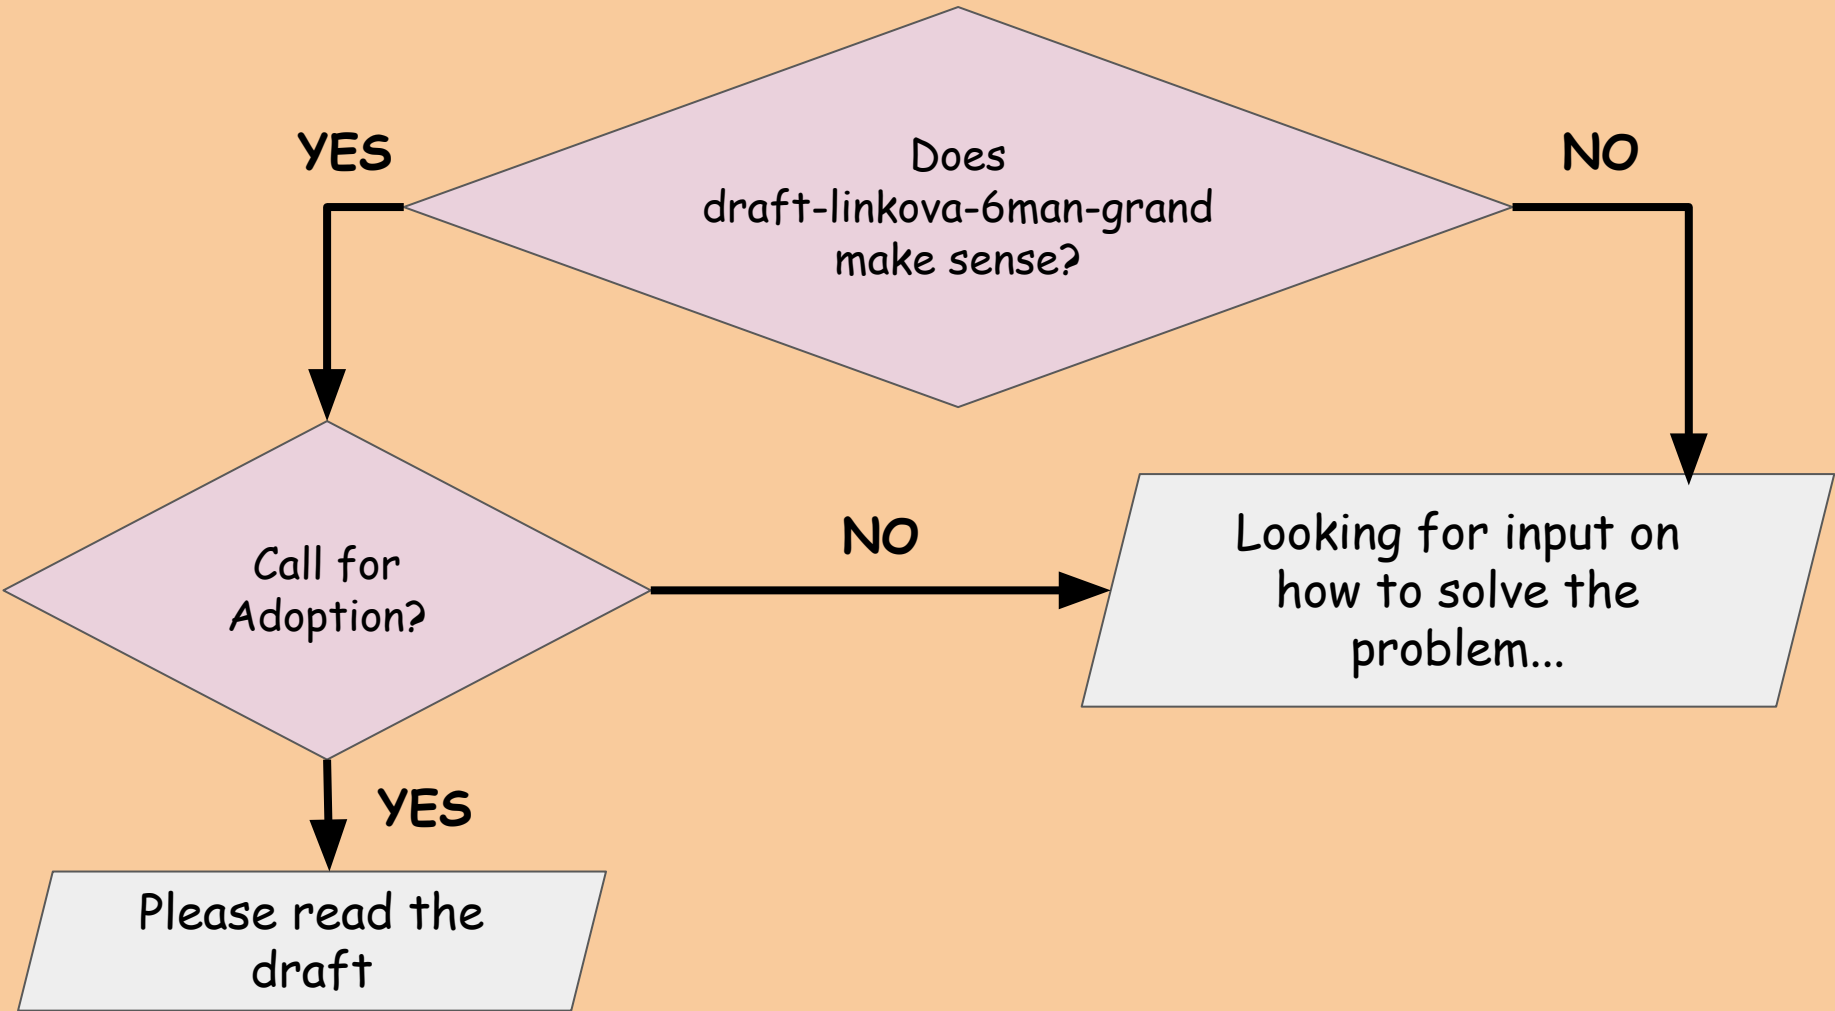 YES
Does
draft-linkova-6man-grand
make sense?
NO
Call for
Adoption?
NO
Looking for input on
how to solve the
problem...
YES
Please read the
draft